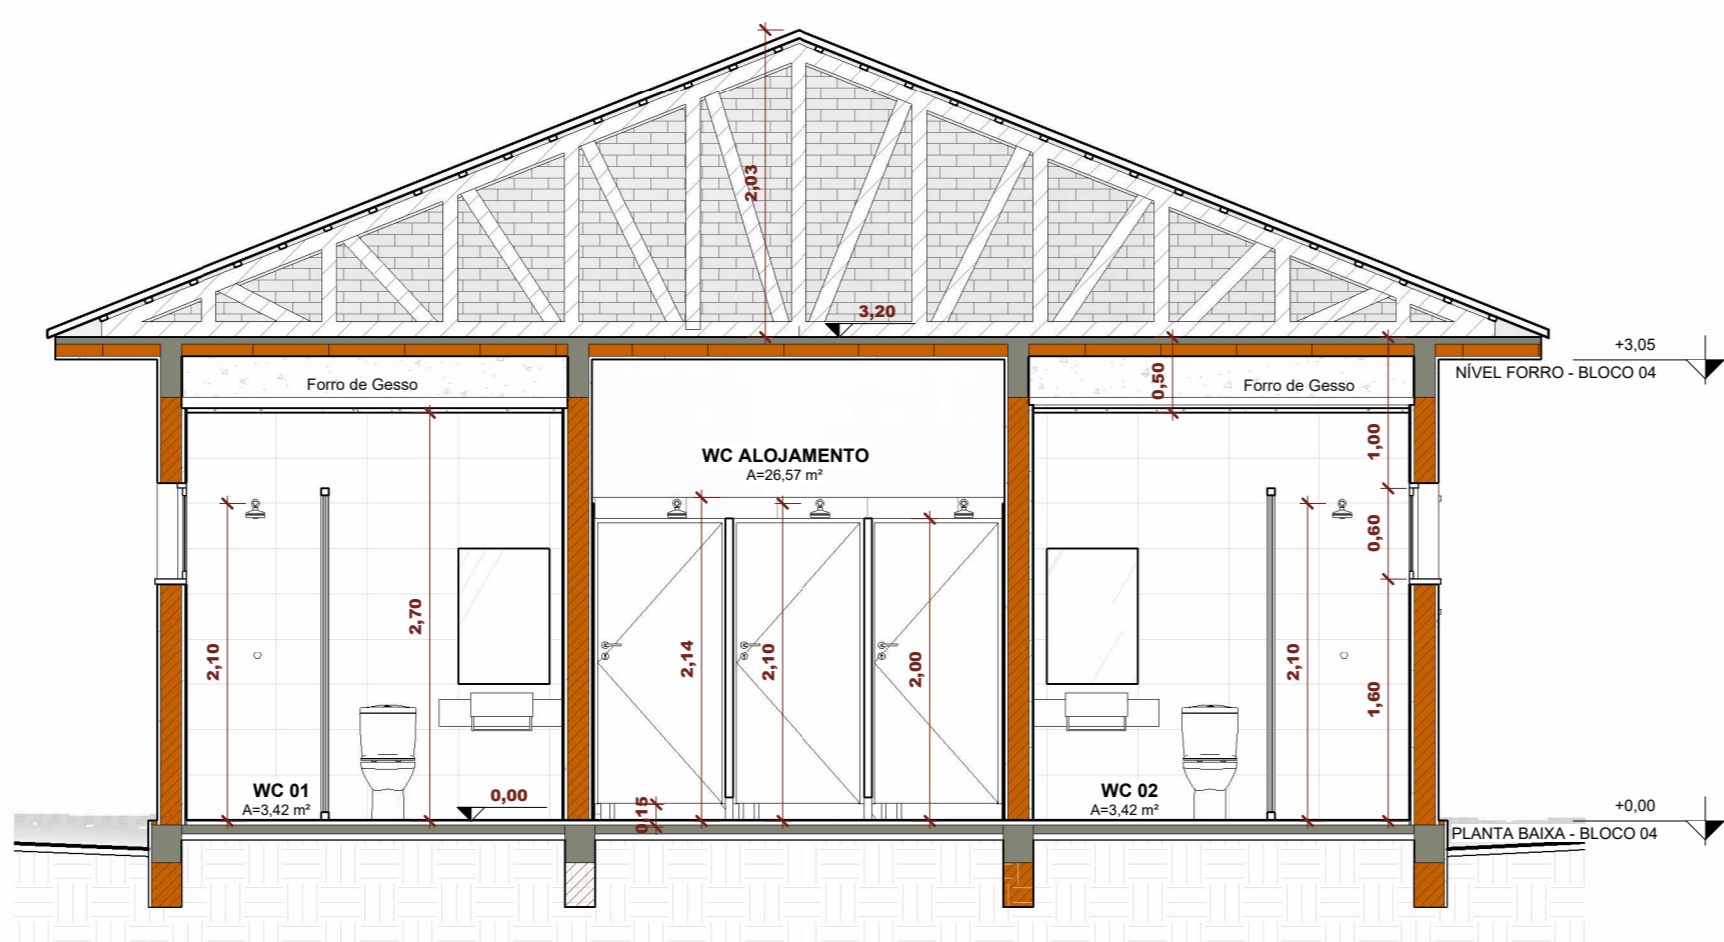 2,03
3,20
+3,05
NÍVEL FORRO - BLOCO 04
Forro de Gesso
0,50
Forro de Gesso
1,00
WC ALOJAMENTO
A=26,57 m²
0,60
2,70
2,10
2,14
2,10
2,00
2,10
1,60
WC 01
A=3,42 m²
0,00
0,15
WC 02
A=3,42 m²
+0,00
PLANTA BAIXA - BLOCO 04